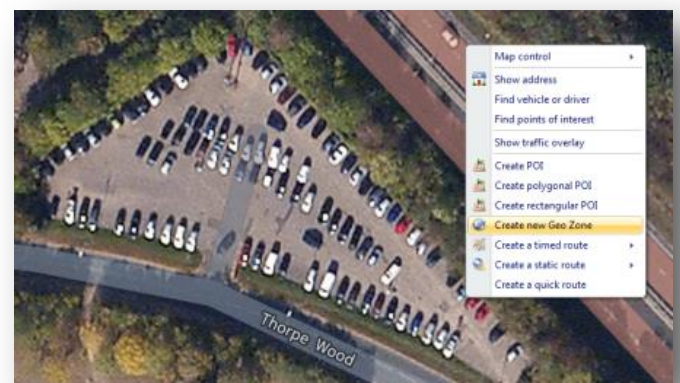 Map control
Show address
Find vehicle or driver
Find points of interest
Show traffic overlay
Create POI
Create polygonal POI
Create rectangular POI
Create new Geo Zone
Create a timed route
Create a static route
Create a quick route
Thorpe Wood